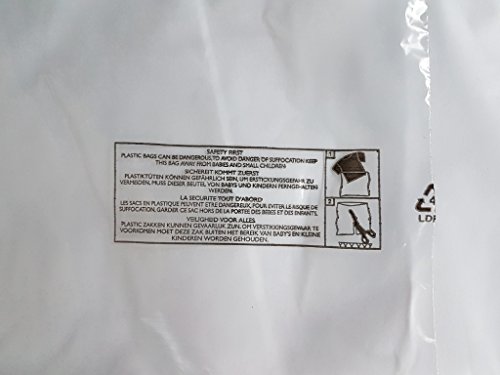 SAFETY FIRST
PLASTIC BAGS CAN BE DANGEROUS, TO AVOID DANGER OF SUFFOCATION KEEP
THIS BAG AWAY FROM BABIES AND SMALL CHILDREN
SICHEREIT KOMMT ZUERST
PLASTIKTÜTEN KÖNNEN GEFÄHRLICH SEIN, UM ERSTICKUNGSGEFAHR ZU
VERMEIDEN, MUSS DIESER BEUTEL VON BABYS UND KINDERN FERNGEHALTEN
WERDEN.
LA SECURITE TOUT D'ABORD
LES SACS EN PLASTIQUE PEUVENT ETRE DANGEREUX, POUR EVITER LE RISQUE DE
SUFFOCATION, GARDER CE SAC HORS DE LA PORTEE DES BEBES ET DES ENFANTS.
VEILIGHEID VOOR ALLES
PLASTIC ZAKKEN KUNNEN GEVAARLIJK ZIJN, OM VERSTIKKINGSGEVAAR TE
VOORKOMEN MOET DEZE ZAK BUITEN HET BEREIK VAN BABY'S EN KLEINE
KINDEREN WORDEN GEHOUDEN.
1
2
4
LDP